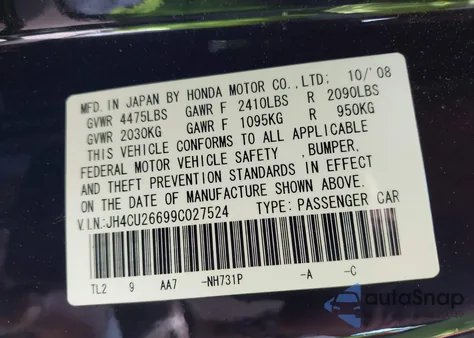 MFD. IN JAPAN BY HONDA MOTOR CO.,LTD: 10/'08
GVWR 4475LBS GAWR F 2410LBS R 2090LBS
GVWR 2030KG GAWR F 1095KG R 950KG
THIS VEHICLE CONFORMS TO ALL APPLICABLE
FEDERAL MOTOR VEHICLE SAFETY ,BUMPER,
AND THEFT PREVENTION STANDARDS IN EFFECT
ON THE DATE OF MANUFACTURE SHOWN ABOVE.
V.I.N.:JH4CU26699C027524 TYPE: PASSENGER CAR
TL2 9 AA7 -NH731P -A -C
autoSnap